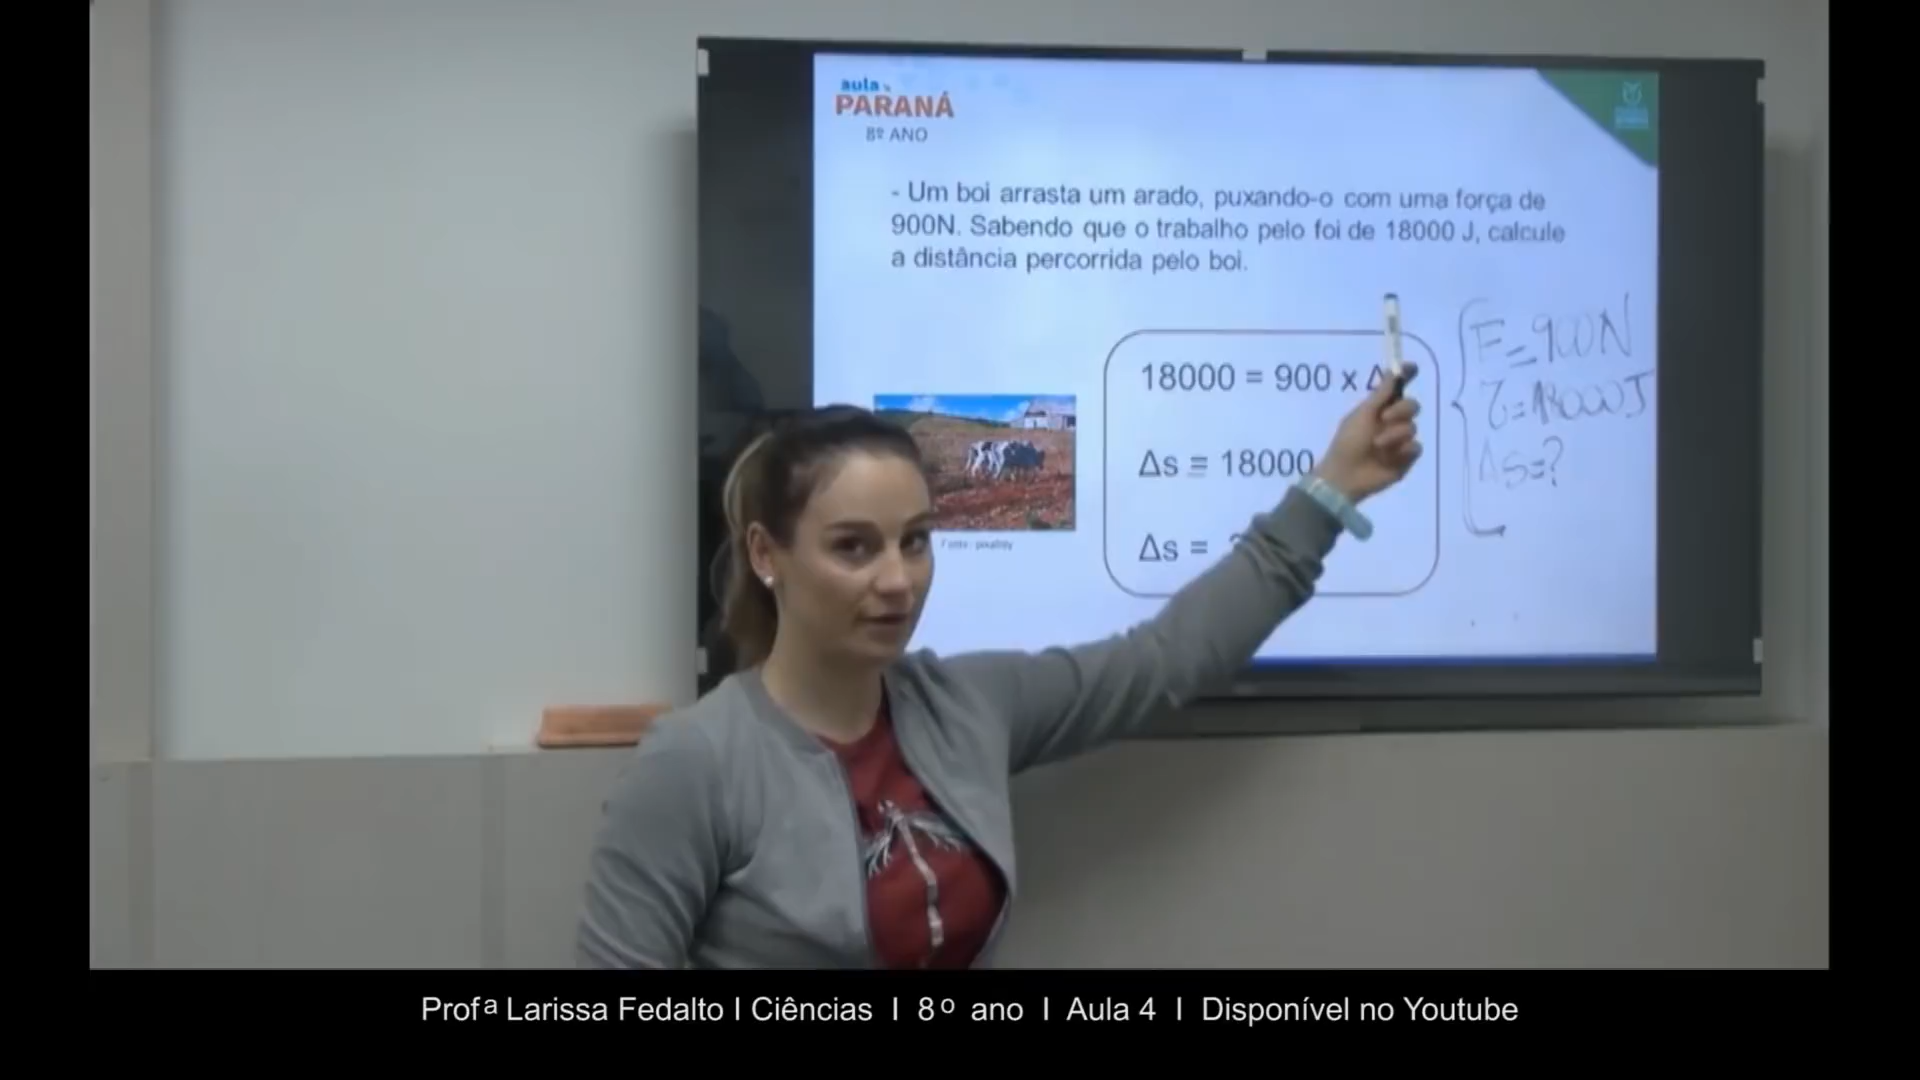 aula
PARANÁ
8º ANO
- Um boi arrasta um arado, puxando-o com uma força de
900N. Sabendo que o trabalho pelo foi de 18000 J, calcule
a distância percorrida pelo boi.
18000 = 900 x Δ
Δs = 18000
Δs =
F=900N
τ=18000J
Δs=?
Profª Larissa Fedalto I Ciências I 8º ano I Aula 4 I Disponível no Youtube